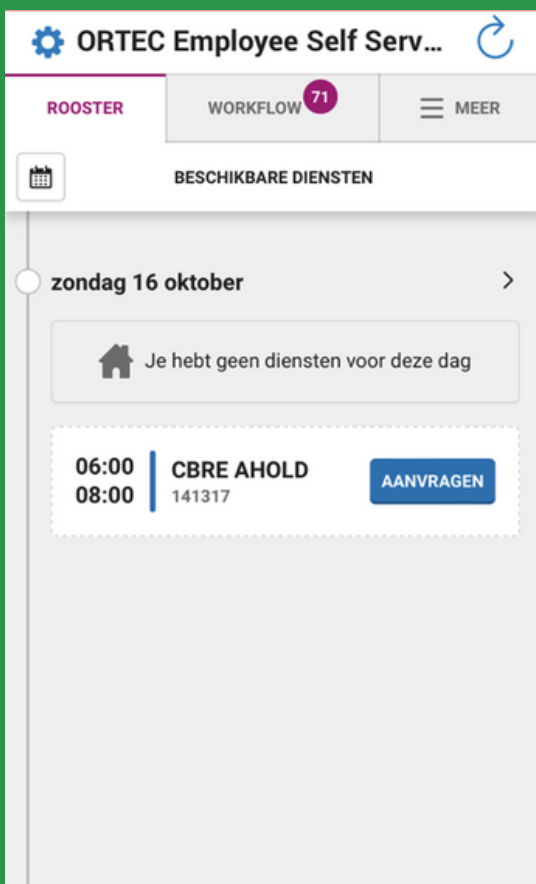 ORTEC Employee Self Serv...
ROOSTER
WORKFLOW 71
MEER
BESCHIKBARE DIENSTEN
zondag 16 oktober
Je hebt geen diensten voor deze dag
06:00
08:00
CBRE AHOLD
141317
AANVRAGEN